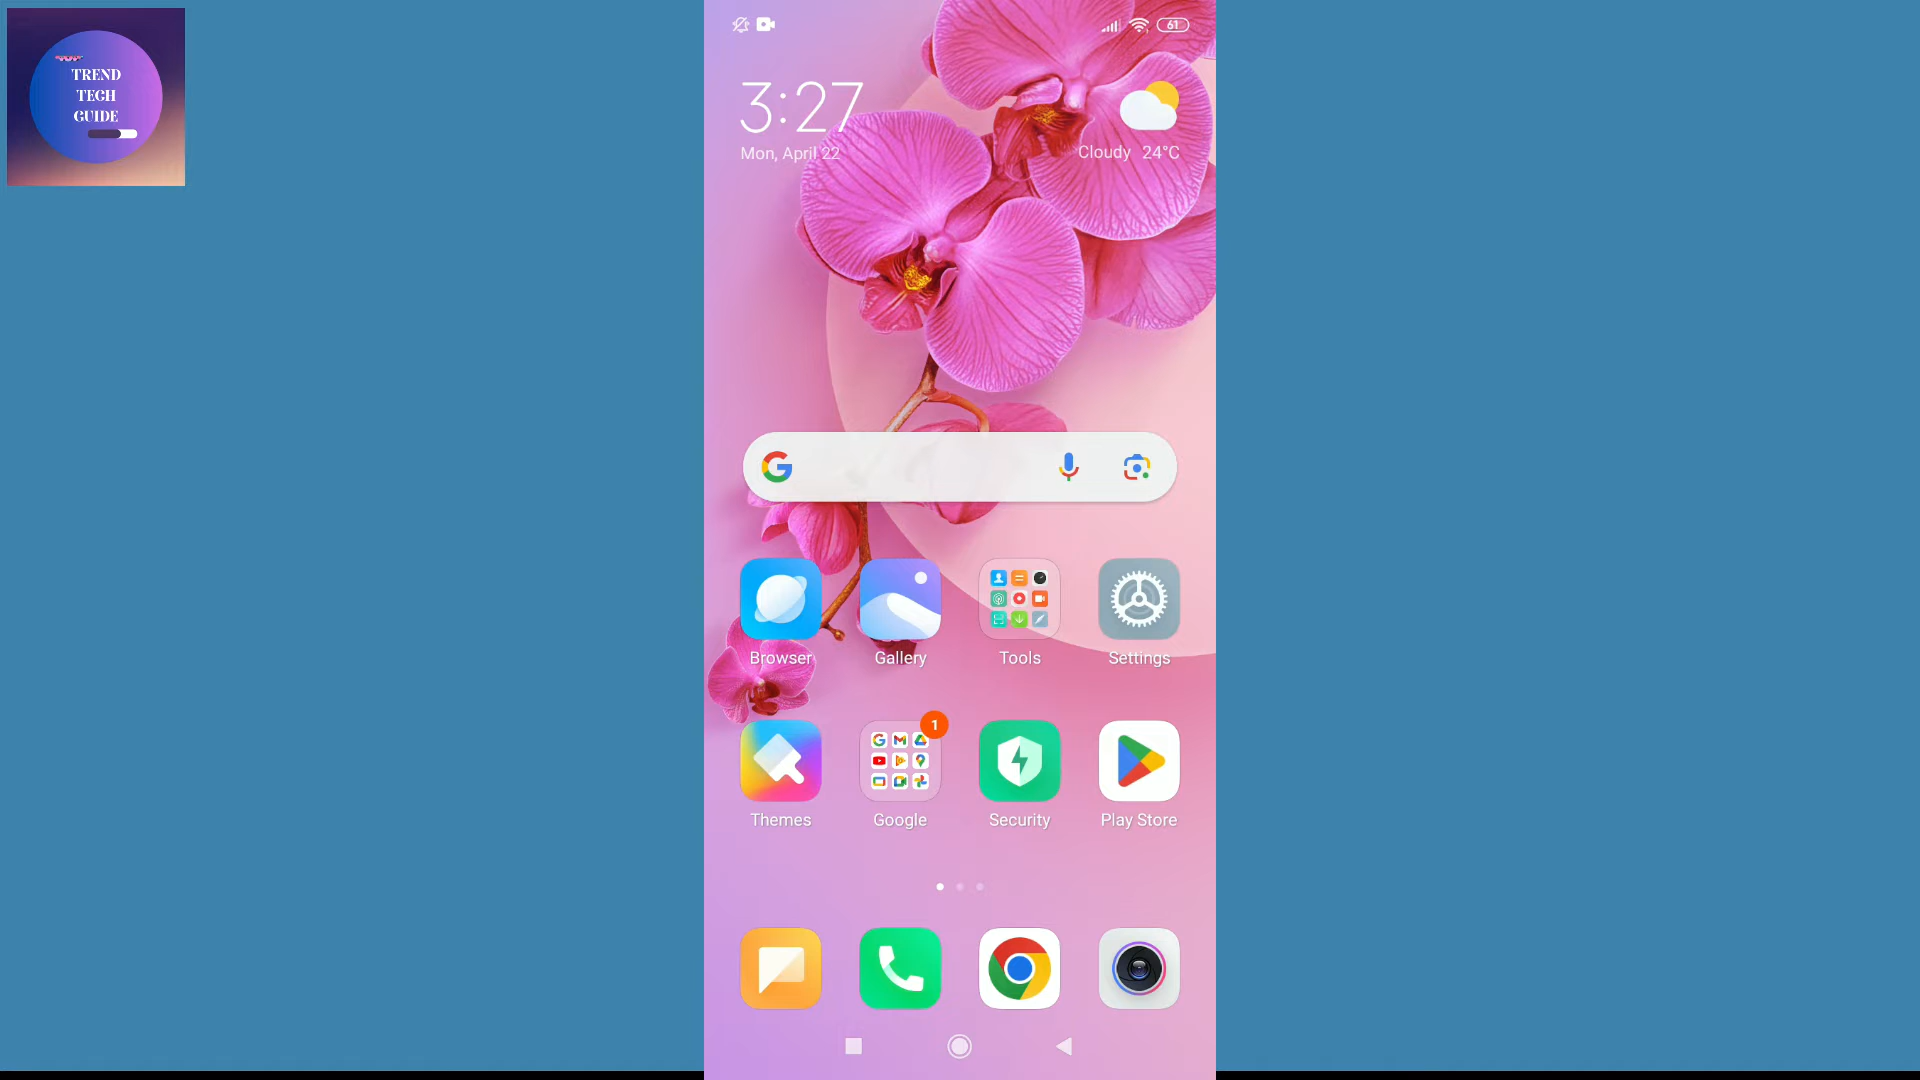 TREND
TECH
GUIDE
61
3:27
Mon, April 22
Cloudy 24°C
Browser
Gallery
Tools
Settings
1
Themes
Google
Security
Play Store